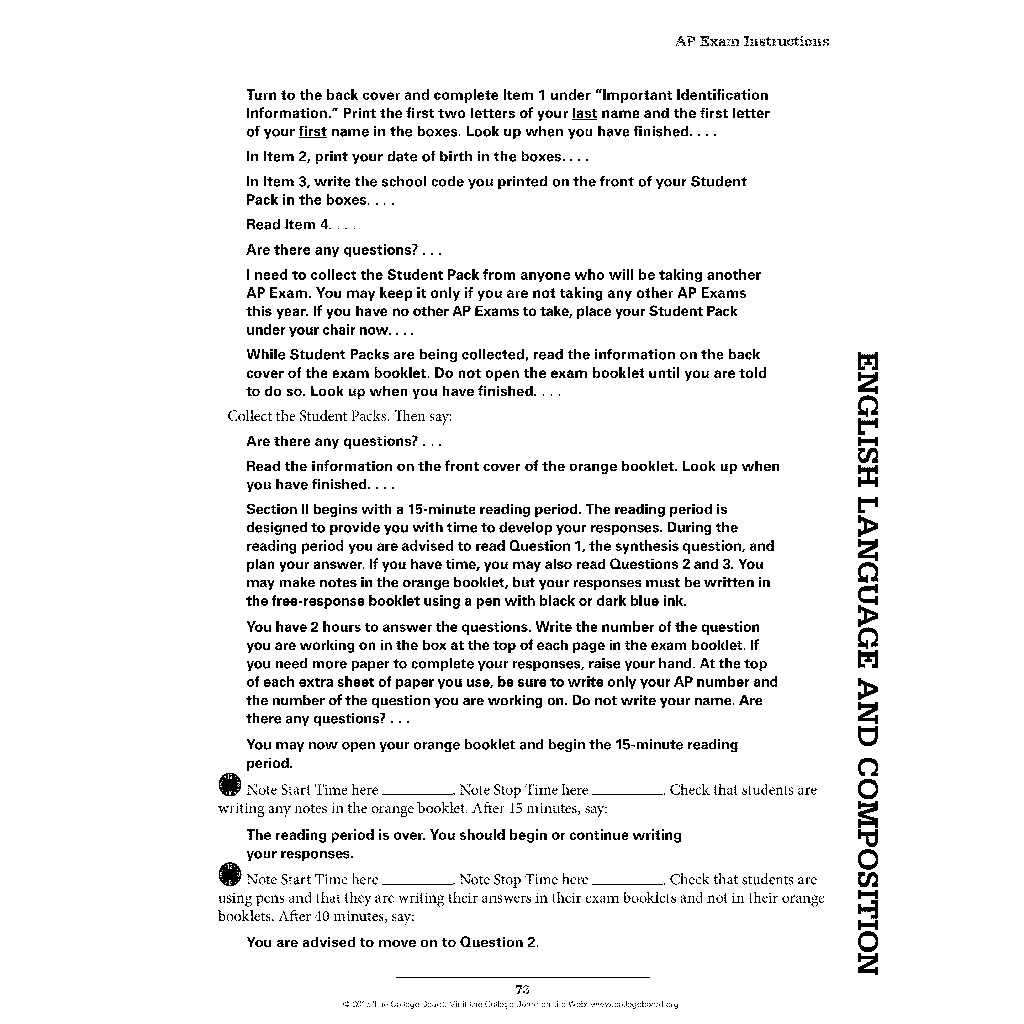 AP Exam Instructions
Turn to the back cover and complete Item 1 under “Important Identification
Information.” Print the first two letters of your last name and the first letter
of your first name in the boxes. Look up when you have finished. . . .
In Item 2, print your date of birth in the boxes. . . .
In Item 3, write the school code you printed on the front of your Student
Pack in the boxes. . . .
Read Item 4. . . .
Are there any questions? . . .
I need to collect the Student Pack from anyone who will be taking another
AP Exam. You may keep it only if you are not taking any other AP Exams
this year. If you have no other AP Exams to take, place your Student Pack
under your chair now. . . .
While Student Packs are being collected, read the information on the back
cover of the exam booklet. Do not open the exam booklet until you are told
to do so. Look up when you have finished. . . .
Collect the Student Packs. Then say:
Are there any questions? . . .
Read the information on the front cover of the orange booklet. Look up when
you have finished. . . .
Section II begins with a 15-minute reading period. The reading period is
designed to provide you with time to develop your responses. During the
reading period you are advised to read Question 1, the synthesis question, and
plan your answer. If you have time, you may also read Questions 2 and 3. You
may make notes in the orange booklet, but your responses must be written in
the free-response booklet using a pen with black or dark blue ink.
You have 2 hours to answer the questions. Write the number of the question
you are working on in the box at the top of each page in the exam booklet. If
you need more paper to complete your responses, raise your hand. At the top
of each extra sheet of paper you use, be sure to write only your AP number and
the number of the question you are working on. Do not write your name. Are
there any questions? . . .
You may now open your orange booklet and begin the 15-minute reading
period.
Note Start Time here _________. Note Stop Time here _________. Check that students are
writing any notes in the orange booklet. After 15 minutes, say:
The reading period is over. You should begin or continue writing
your responses.
Note Start Time here _________. Note Stop Time here _________. Check that students are
using pens and that they are writing their answers in their exam booklets and not in their orange
booklets. After 40 minutes, say:
You are advised to move on to Question 2.
ENGLISH LANGUAGE AND COMPOSITION
The College Board. Visit the College Board on the Web: www.collegeboard.org